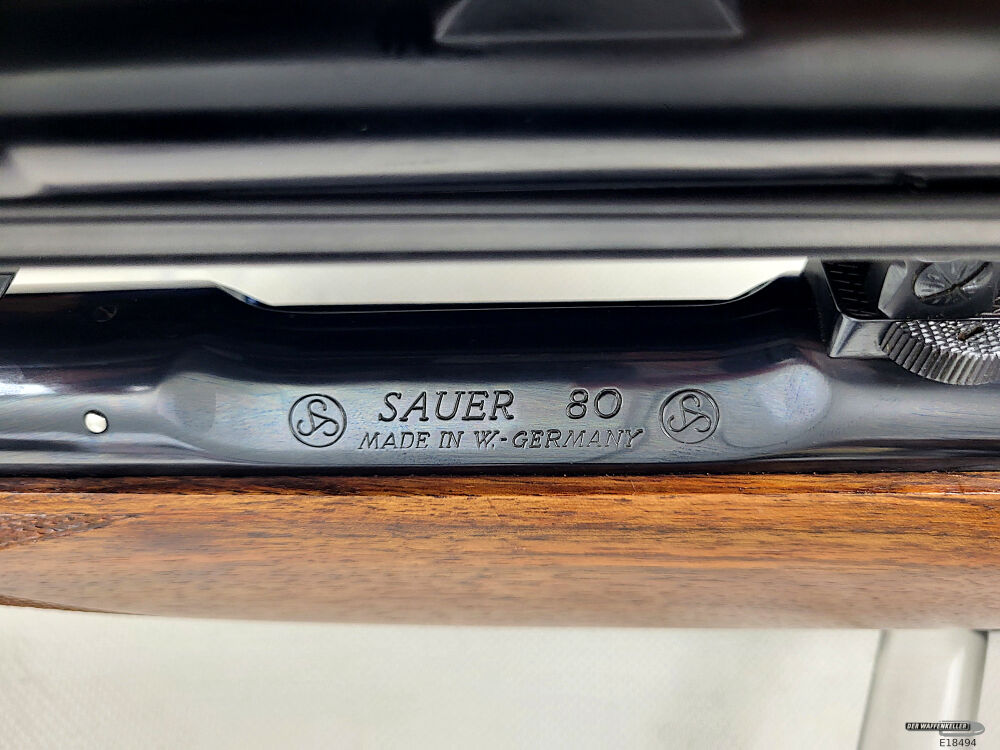 SAUER 80
MADE IN W.-GERMANY
DER WAFFENKELLER
E18494